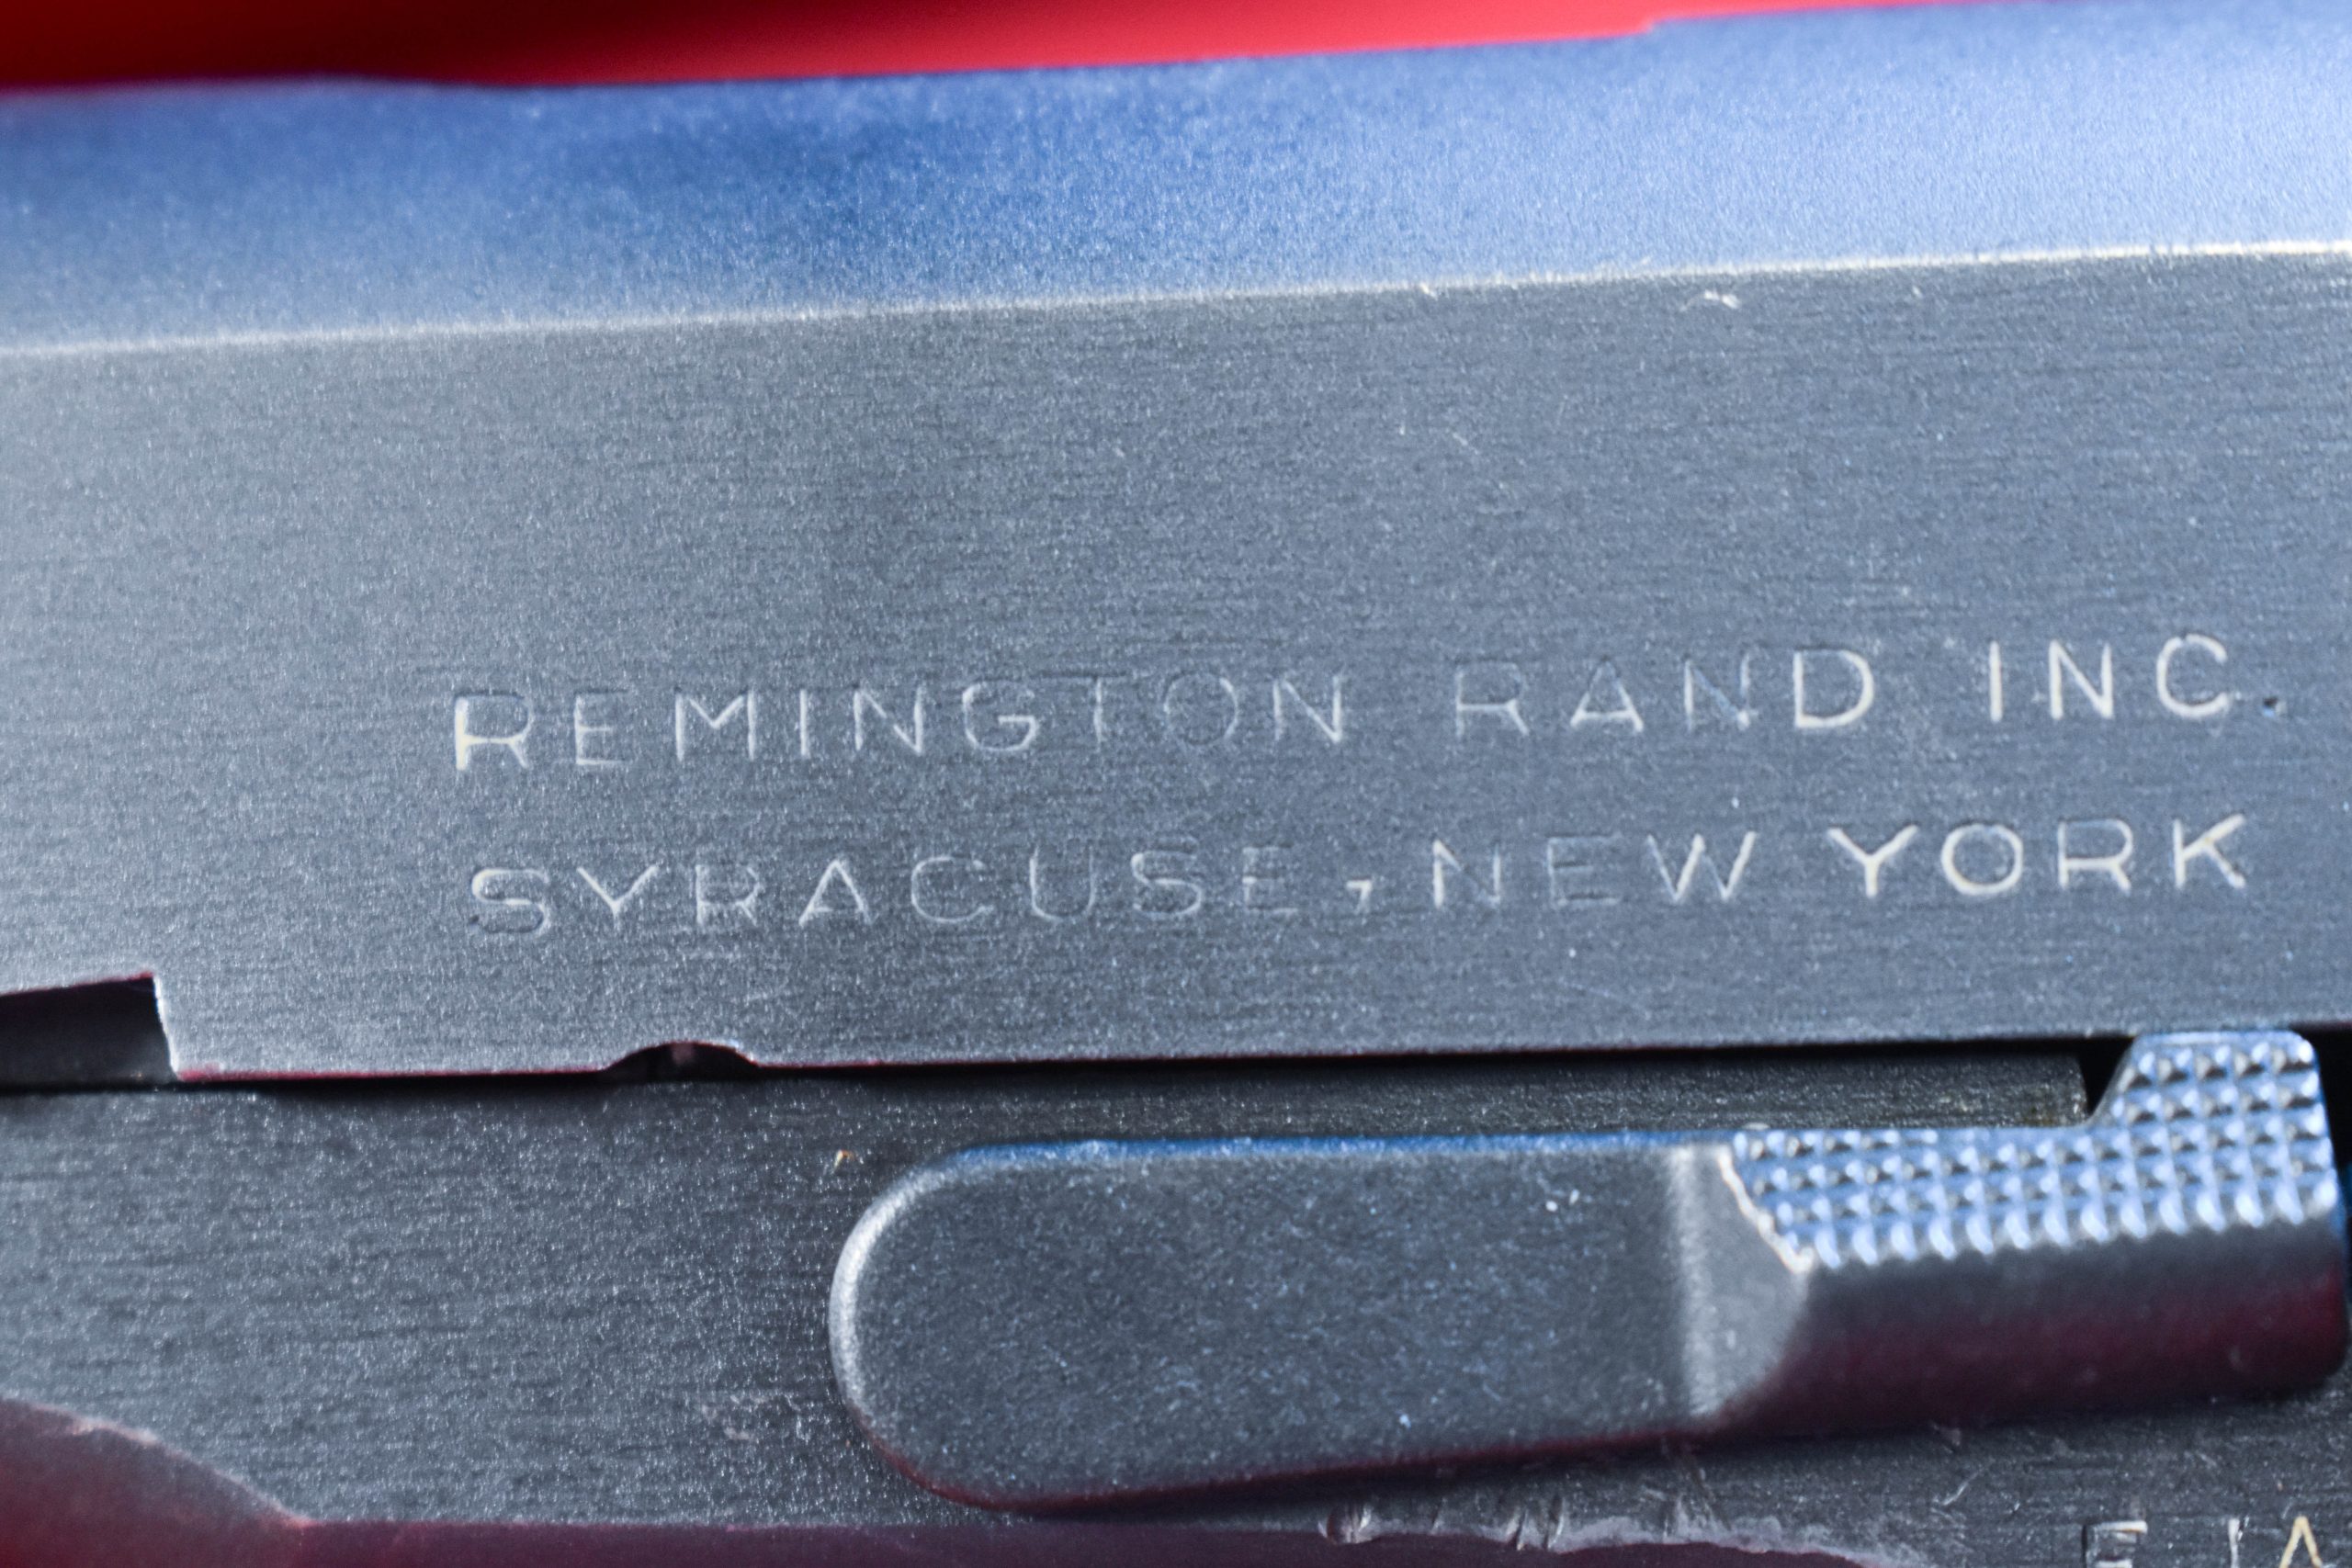 REMINGTON RAND INC.
SYRACUSE, NEW YORK